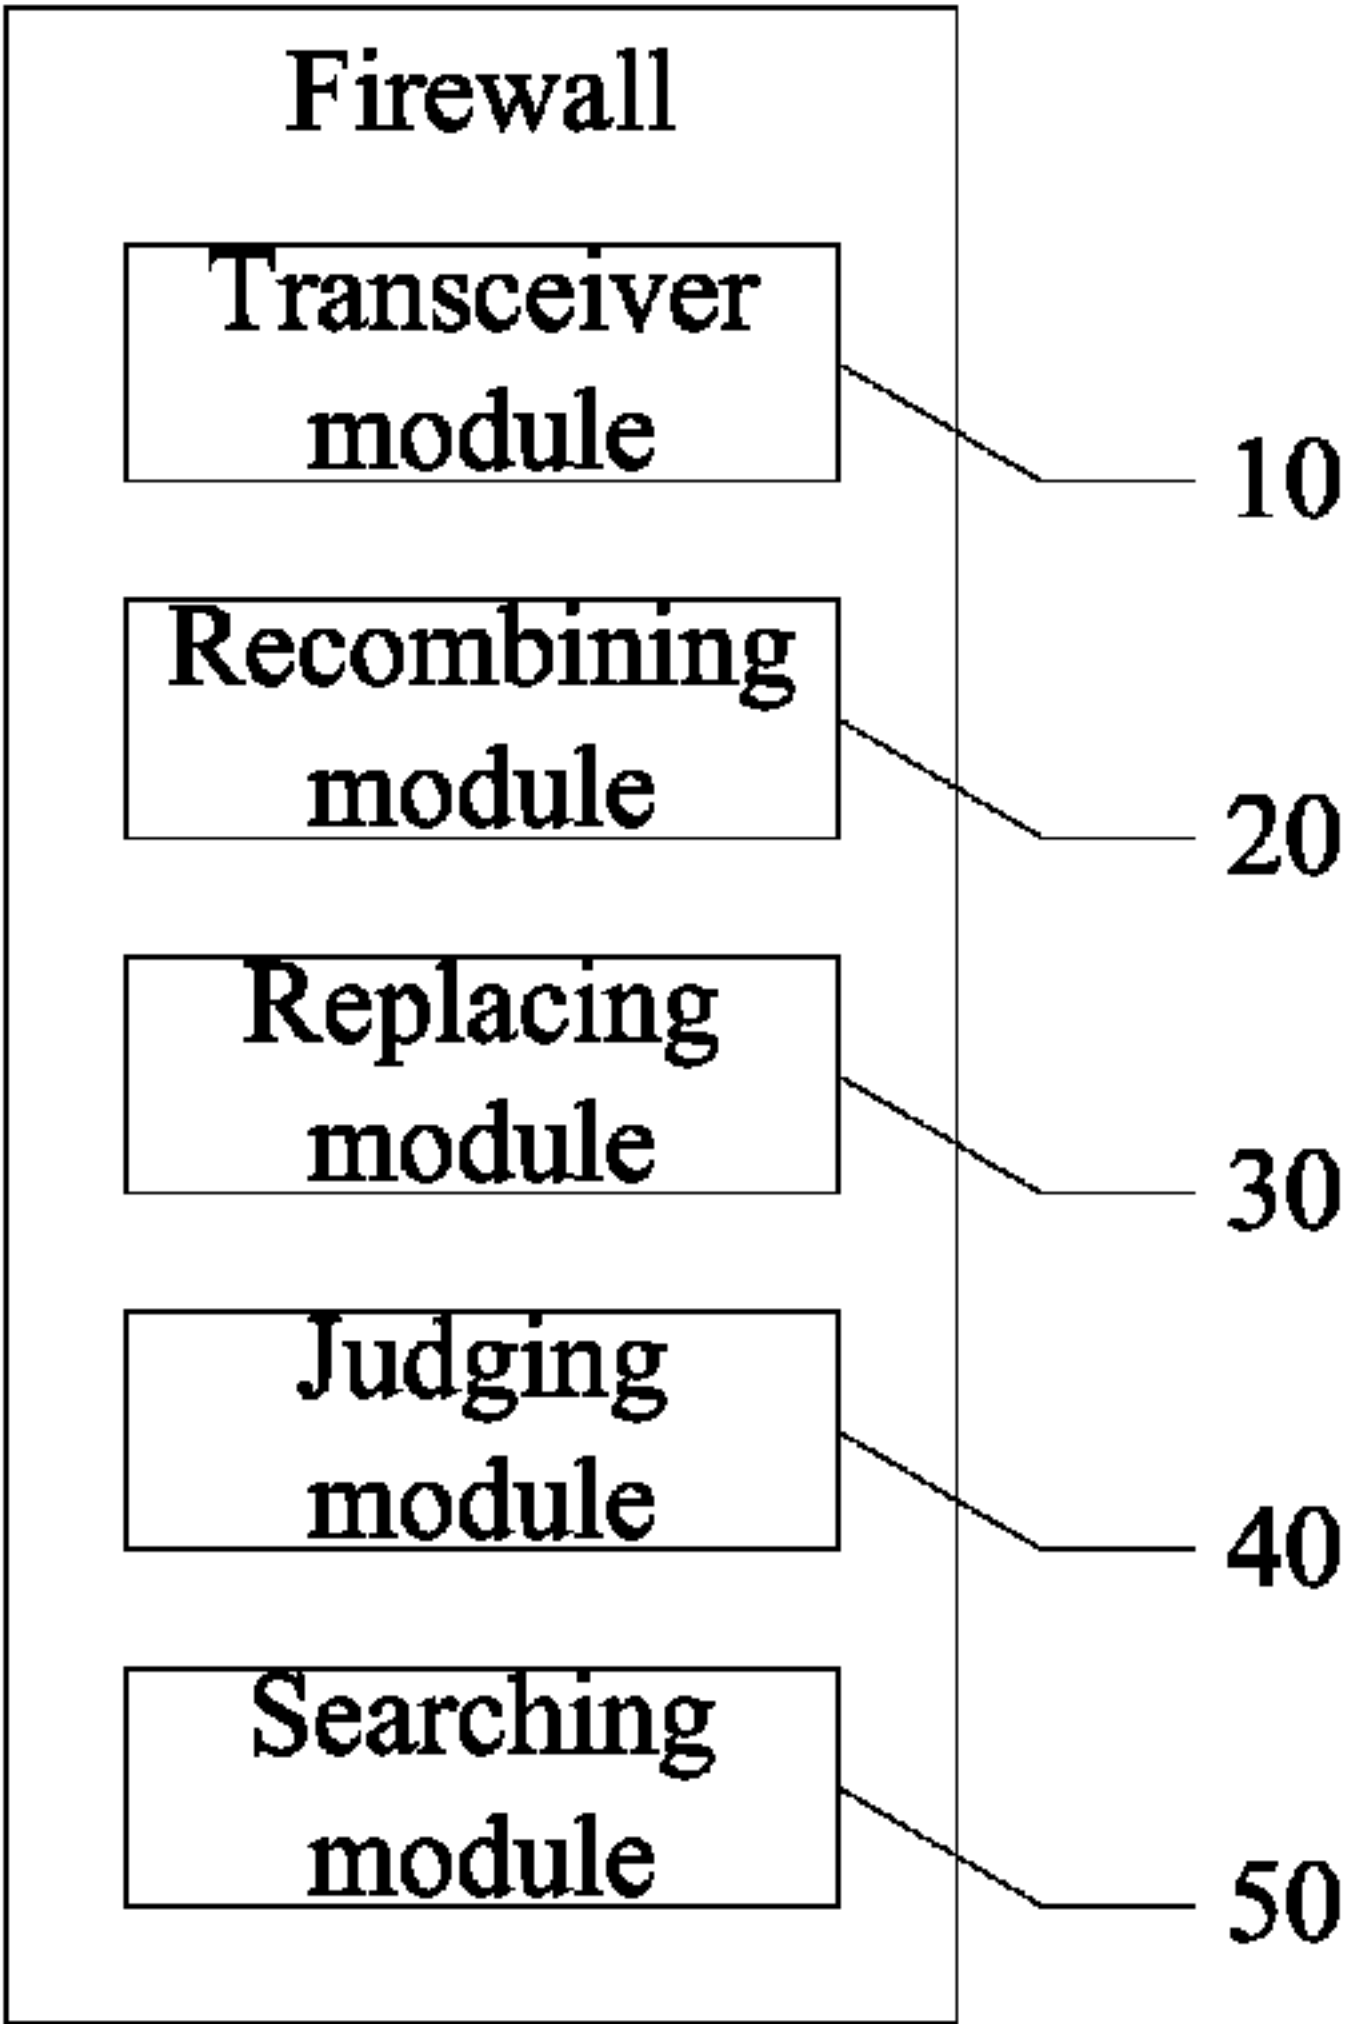 Firewall
Transceiver
module
10
Recombining
module
20
Replacing
module
30
Judging
module
40
Searching
module
50